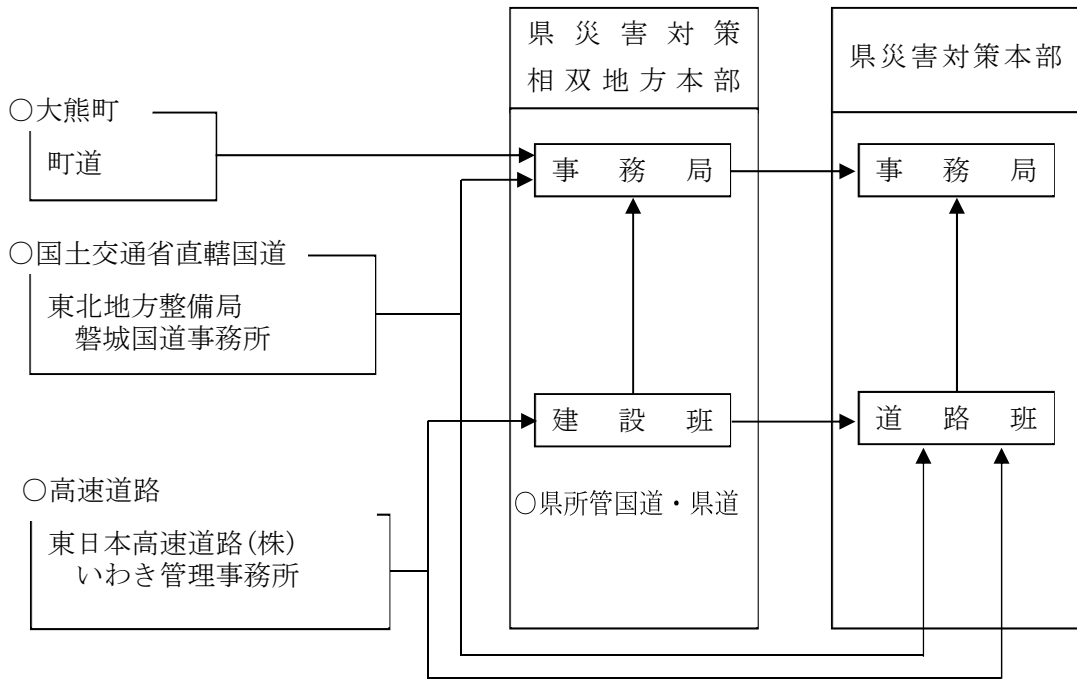 県災害対策
相双地方本部
県災害対策本部
○大熊町
町道
事務局
事務局
○国土交通省直轄国道
東北地方整備局
磐城国道事務所
建設班
道路班
○高速道路
○県所管国道・県道
東日本高速道路(株)
いわき管理事務所